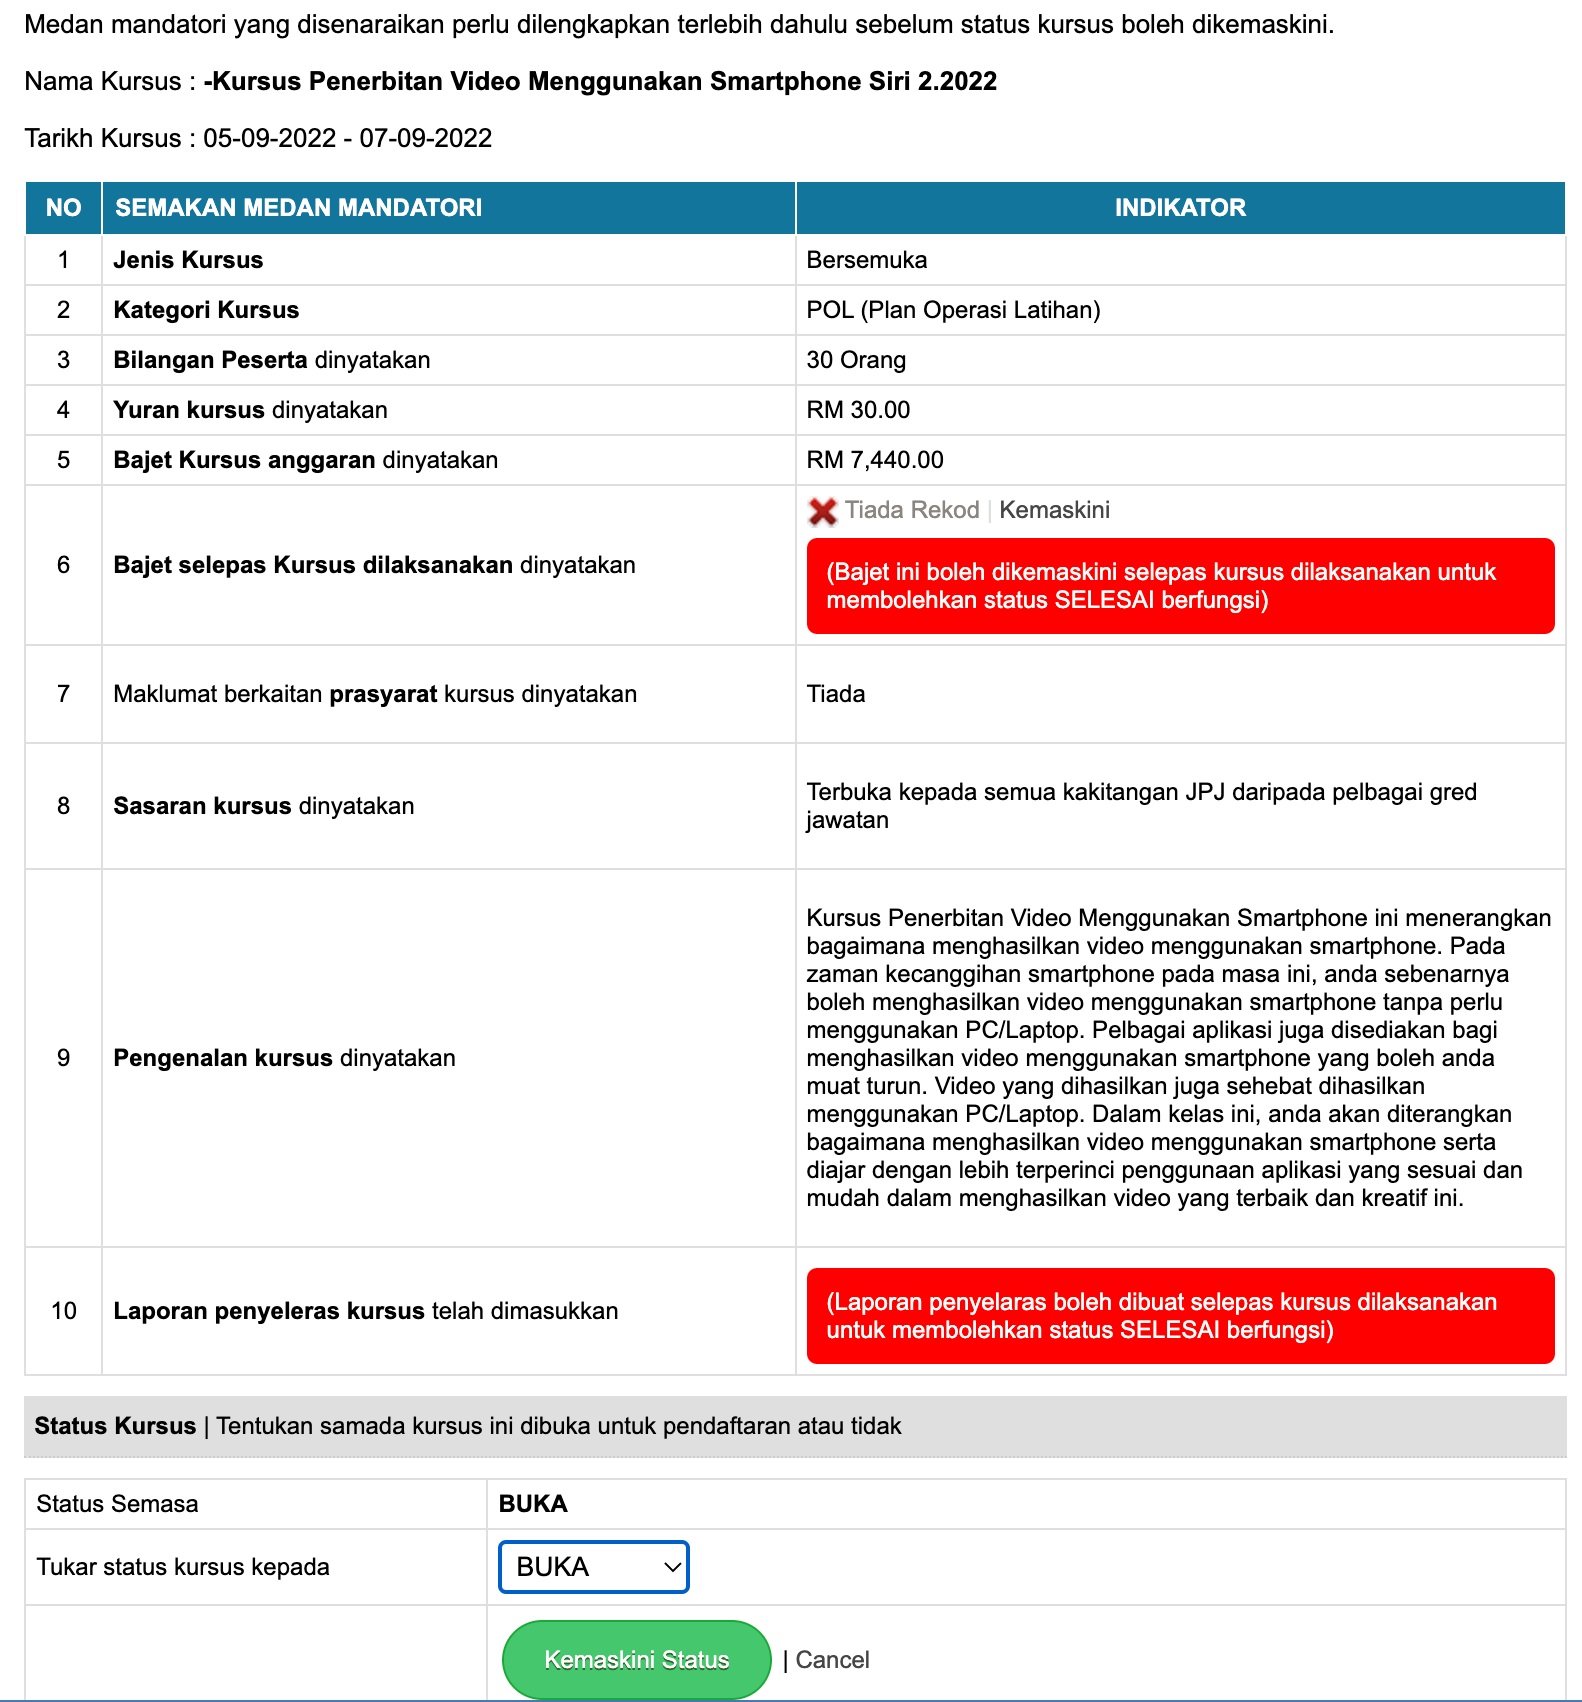 Medan mandatori yang disenaraikan perlu dilengkapkan terlebih dahulu sebelum status kursus boleh dikemaskini.
Nama Kursus : -Kursus Penerbitan Video Menggunakan Smartphone Siri 2.2022
Tarikh Kursus : 05-09-2022 - 07-09-2022
NO SEMAKAN MEDAN MANDATORI INDIKATOR
1 Jenis Kursus Bersemuka
2 Kategori Kursus POL (Plan Operasi Latihan)
3 Bilangan Peserta dinyatakan 30 Orang
4 Yuran kursus dinyatakan RM 30.00
5 Bajet Kursus anggaran dinyatakan RM 7,440.00
6 Bajet selepas Kursus dilaksanakan dinyatakan
Tiada Rekod | Kemaskini
(Bajet ini boleh dikemaskini selepas kursus dilaksanakan untuk
membolehkan status SELESAI berfungsi)
7 Maklumat berkaitan prasyarat kursus dinyatakan Tiada
8 Sasaran kursus dinyatakan
Terbuka kepada semua kakitangan JPJ daripada pelbagai gred
jawatan
9 Pengenalan kursus dinyatakan
Kursus Penerbitan Video Menggunakan Smartphone ini menerangkan
bagaimana menghasilkan video menggunakan smartphone. Pada
zaman kecanggihan smartphone pada masa ini, anda sebenarnya
boleh menghasilkan video menggunakan smartphone tanpa perlu
menggunakan PC/Laptop. Pelbagai aplikasi juga disediakan bagi
menghasilkan video menggunakan smartphone yang boleh anda
muat turun. Video yang dihasilkan juga sehebat dihasilkan
menggunakan PC/Laptop. Dalam kelas ini, anda akan diterangkan
bagaimana menghasilkan video menggunakan smartphone serta
diajar dengan lebih terperinci penggunaan aplikasi yang sesuai dan
mudah dalam menghasilkan video yang terbaik dan kreatif ini.
10 Laporan penyeleras kursus telah dimasukkan
(Laporan penyelaras boleh dibuat selepas kursus dilaksanakan
untuk membolehkan status SELESAI berfungsi)
Status Kursus | Tentukan samada kursus ini dibuka untuk pendaftaran atau tidak
Status Semasa BUKA
Tukar status kursus kepada BUKA
Kemaskini Status | Cancel